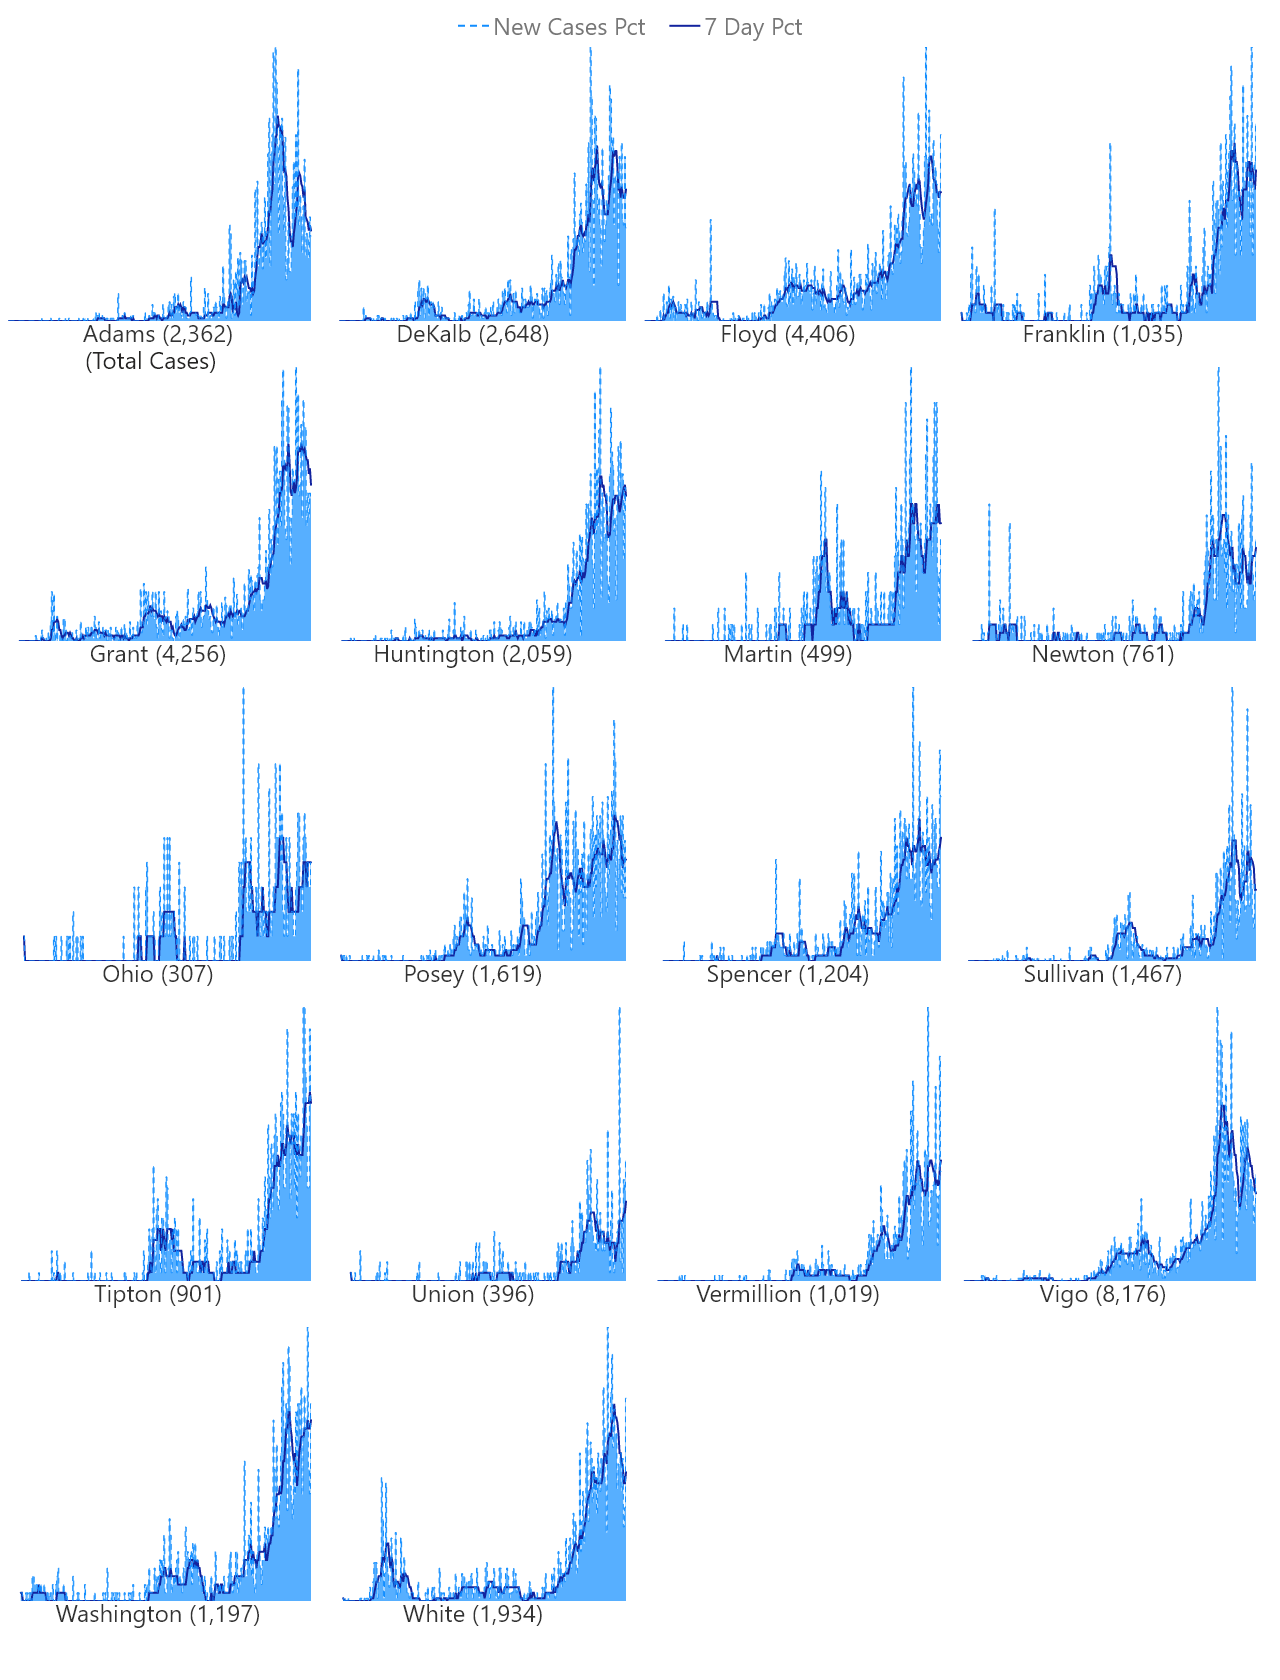 New Cases Pct 7 Day Pct
Adams (2,362) DeKalb (2,648) Floyd (4,406) Franklin (1,035)
(Total Cases)
Grant (4,256) Huntington (2,059) Martin (499) Newton (761)
Ohio (307) Posey (1,619) Spencer (1,204) Sullivan (1,467)
Tipton (901) Union (396) Vermillion (1,019) Vigo (8,176)
Washington (1,197) White (1,934)